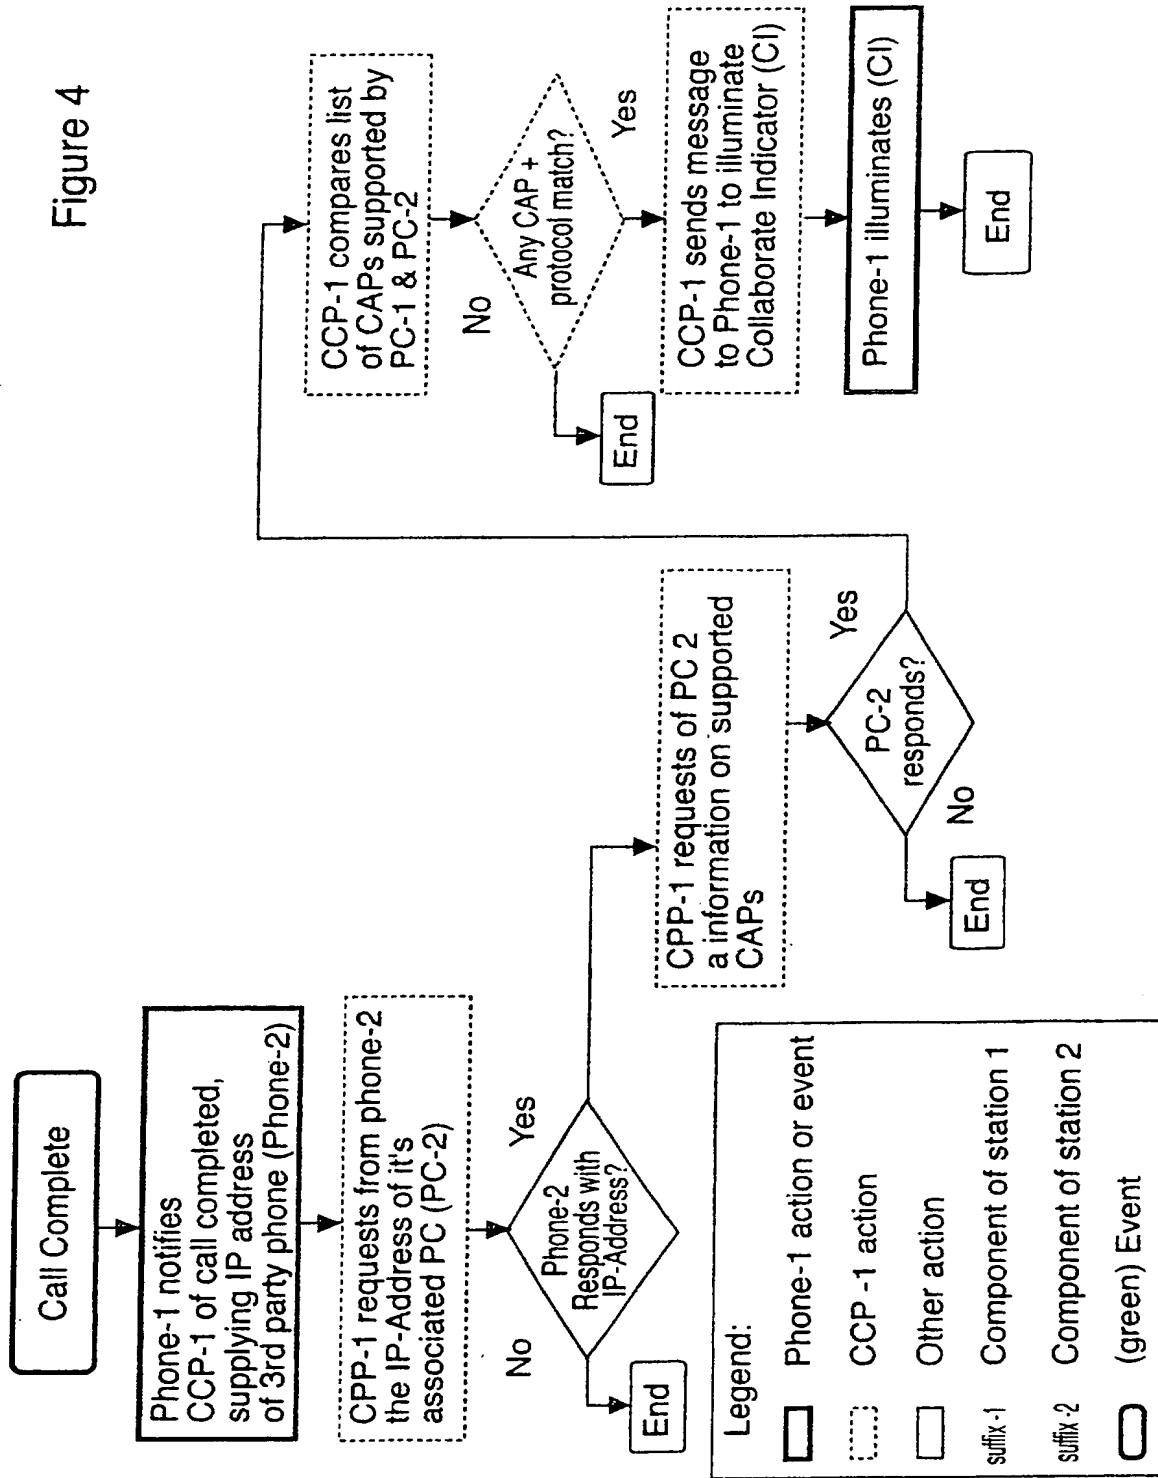 Figure 4
Call Complete
Phone-1 notifies
CCP-1 of call completed,
supplying IP address
of 3rd party phone (Phone-2)
CPP-1 requests from phone-2
the IP-Address of it's
associated PC (PC-2)
Phone-2
Responds with
IP-Address?
No
Yes
End
CPP-1 requests of PC 2
a information on supported
CAPs
PC-2
responds?
No
Yes
End
CCP-1 compares list
of CAPs supported by
PC-1 & PC-2
Any CAP +
protocol match?
No
Yes
End
CCP-1 sends message
to Phone-1 to illuminate
Collaborate Indicator (CI)
Phone-1 illuminates (CI)
End
Legend:
Phone-1 action or event
CCP -1 action
Other action
suffix-1 Component of station 1
suffix-2 Component of station 2
(green) Event